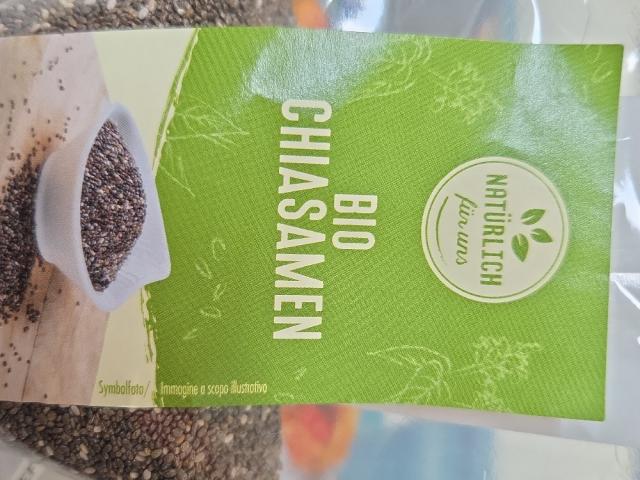 NATÜRLICH
für uns
BIO
CHIASAMEN
Symbolfoto/ Immagine a scopo illustrativo